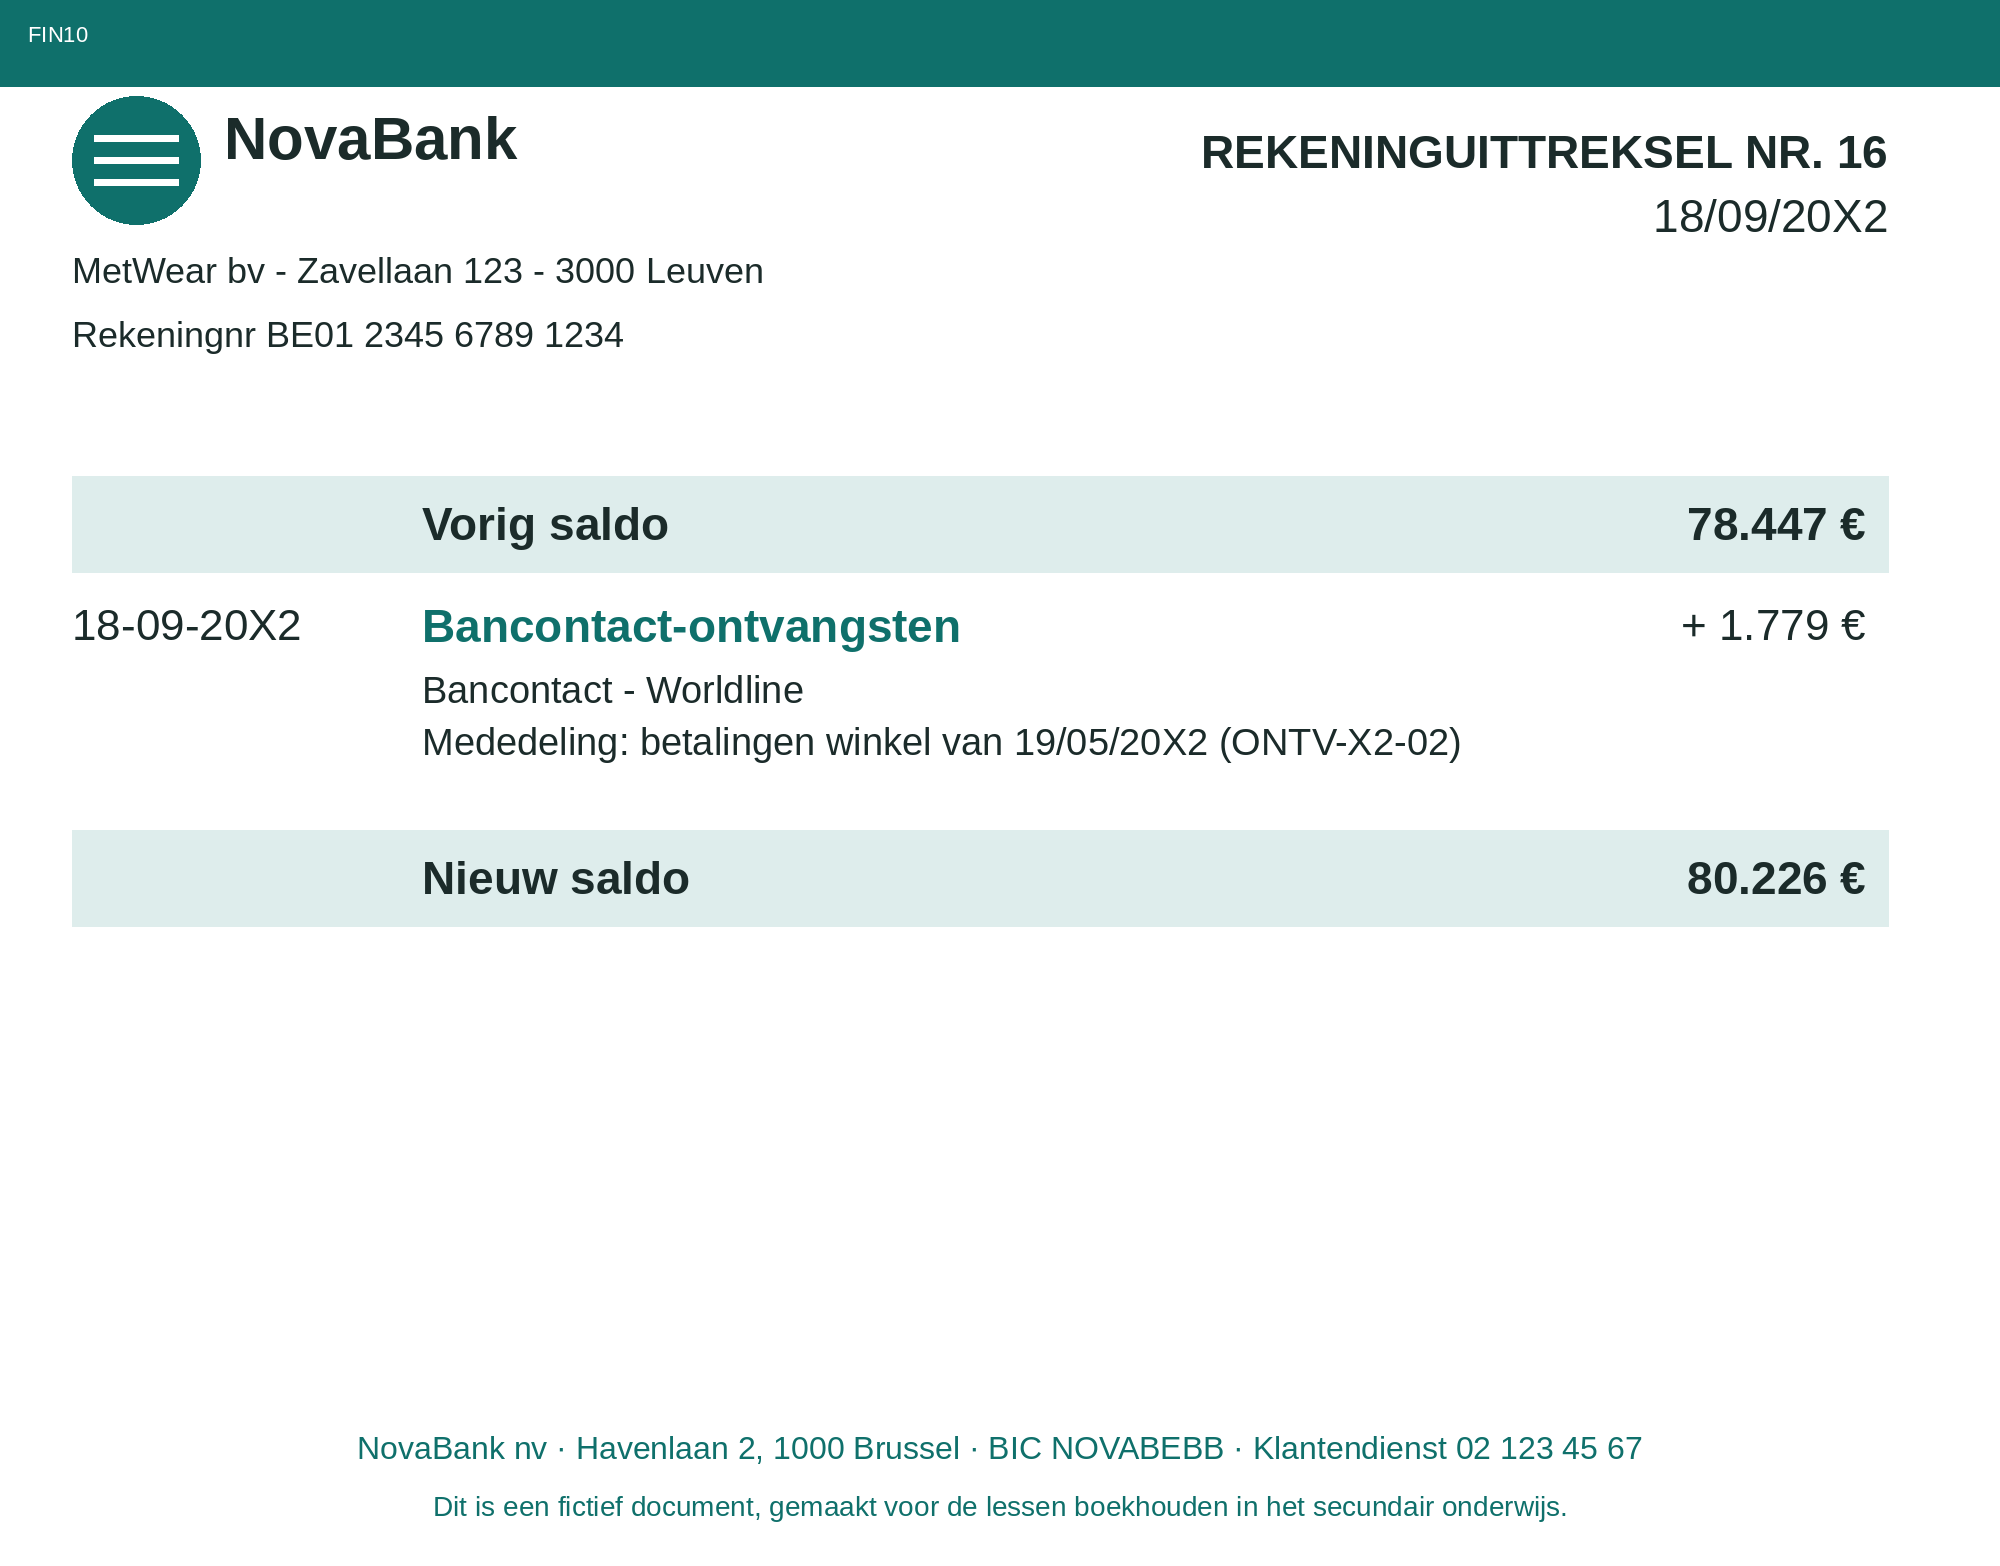 FIN10
NovaBank
REKENINGUITTREKSEL NR. 16
18/09/20X2
MetWear bv - Zavellaan 123 - 3000 Leuven
Rekeningnr BE01 2345 6789 1234
Vorig saldo 78.447 €
18-09-20X2 Bancontact-ontvangsten + 1.779 €
Bancontact - Worldline
Mededeling: betalingen winkel van 19/05/20X2 (ONTV-X2-02)
Nieuw saldo 80.226 €
NovaBank nv · Havenlaan 2, 1000 Brussel · BIC NOVABEBB · Klantendienst 02 123 45 67
Dit is een fictief document, gemaakt voor de lessen boekhouden in het secundair onderwijs.